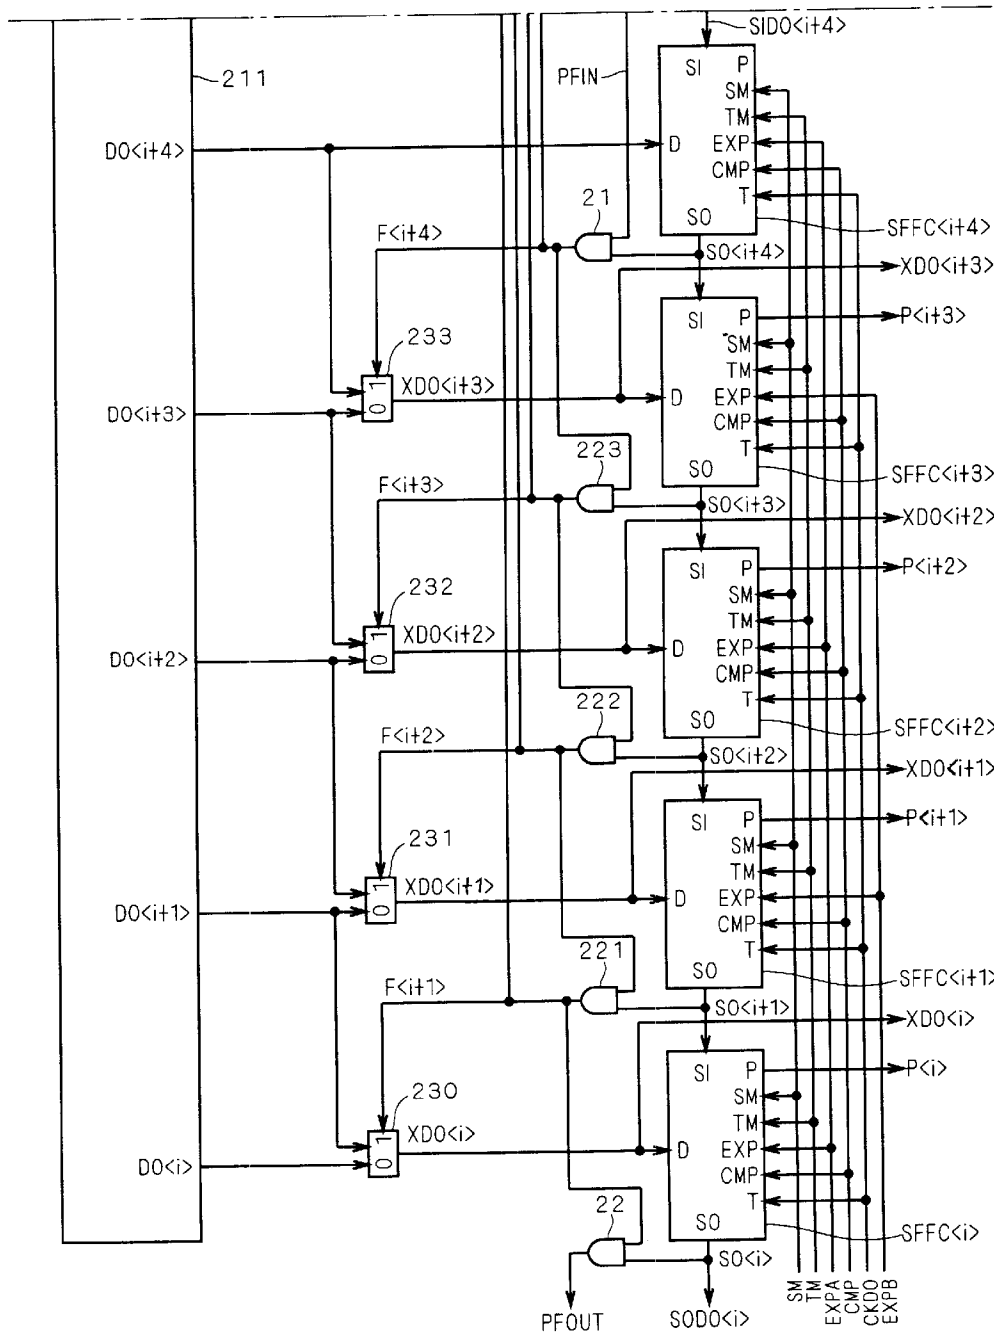 SIDO<i+4>
SI P
SM
211
PFIN
TM
DO<i+4>
D EXP
CMP
T
21
SO
SFFC<i+4>
F<i+4>
SO<i+4>
XDO<i+3>
SI P
P<i+3>
233
SM
TM
XDO<i+3>
1
0
D EXP
DO<i+3>
CMP
T
223
SO
SFFC<i+3>
F<i+3>
SO<i+3>
XDO<i+2>
SI P
P<i+2>
232
SM
TM
XDO<i+2>
1
0
D EXP
DO<i+2>
CMP
T
222
SO
SFFC<i+2>
F<i+2>
SO<i+2>
XDO<i+1>
SI P
P<i+1>
231
SM
TM
XDO<i+1>
1
0
D EXP
DO<i+1>
CMP
T
221
SO
SFFC<i+1>
F<i+1>
SO<i+1>
XDO<i>
SI P
P<i>
230
SM
TM
XDO<i>
1
0
D EXP
DO<i>
CMP
T
22
SO
SFFC<i>
SO<i>
PFOUT
SODO<i>
SM
TM
EXPA
CMP
CKDO
EXPB